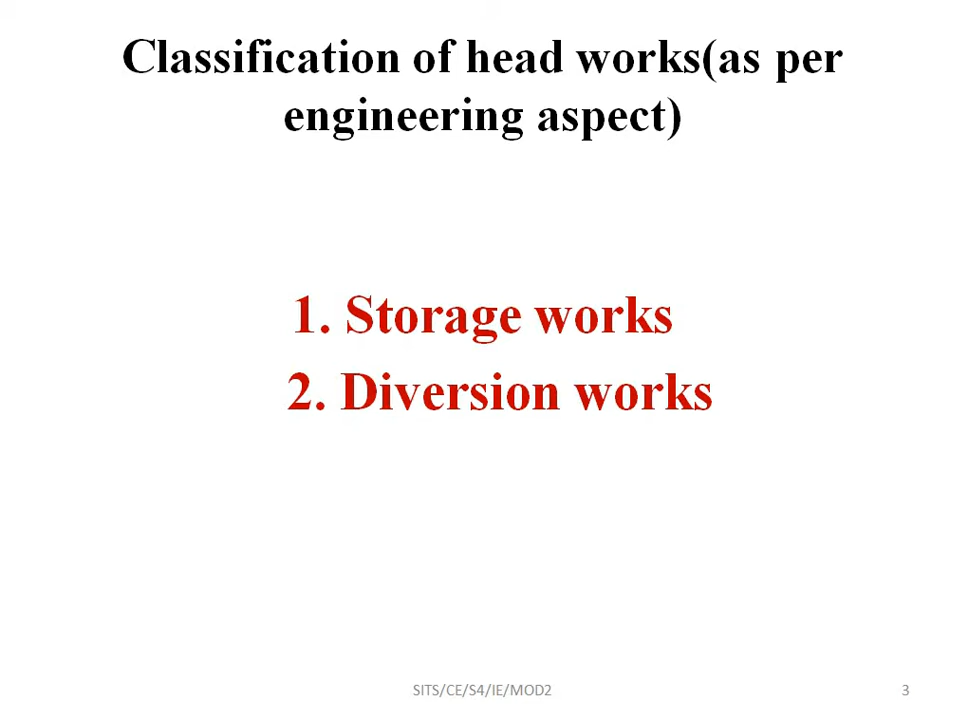 Classification of head works(as per
engineering aspect)
1. Storage works
2. Diversion works
SITS/CE/S4/IE/MOD2
3